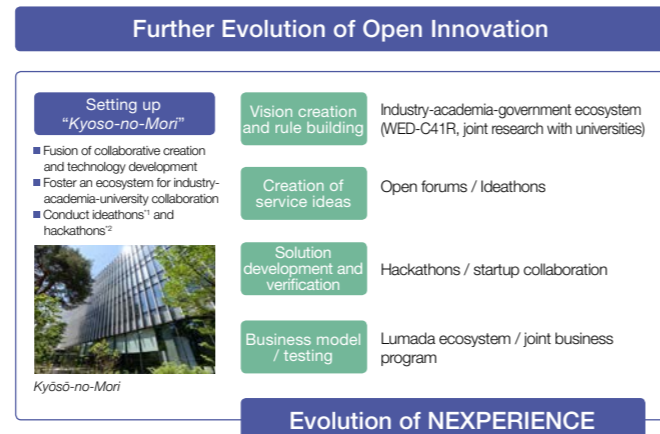 Further Evolution of Open Innovation
Setting up
“Kyoso-no-Mori”
■ Fusion of collaborative creation
and technology development
■ Foster an ecosystem for industry-
academia-university collaboration
■ Conduct ideathons*1 and
hackathons*2
Kyōsō-no-Mori
Vision creation
and rule building
Industry-academia-government ecosystem
(WED-C41R, joint research with universities)
Creation of
service ideas
Open forums / Ideathons
Solution
development and
verification
Hackathons / startup collaboration
Business model
/ testing
Lumada ecosystem / joint business
program
Evolution of NEXPERIENCE